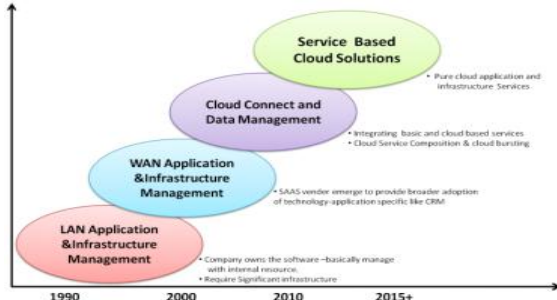 Service Based
Cloud Solutions
• Pure cloud application and
infrastructure Services
Cloud Connect and
Data Management
• Integrating basic and cloud based services
• Cloud Service Composition & cloud bursting
WAN Application
&Infrastructure
Management
• SAAS vender emerge to provide broader adoption
of technology-application specific like CRM
LAN Application
&Infrastructure
Management
• Company owns the software –basically manage
with internal resource.
• Require Significant infrastructure
1990 2000 2010 2015+